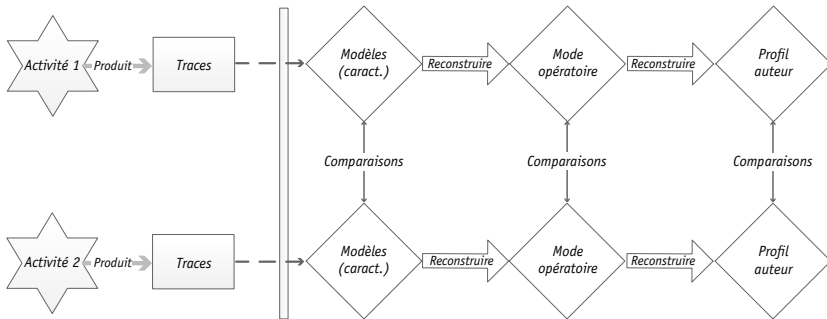 Activité 1
Produit
Traces
Modèles
(caract.)
Reconstruire
Mode
opératoire
Reconstruire
Profil
auteur
Comparaisons
Comparaisons
Comparaisons
Activité 2
Produit
Traces
Modèles
(caract.)
Reconstruire
Mode
opératoire
Reconstruire
Profil
auteur